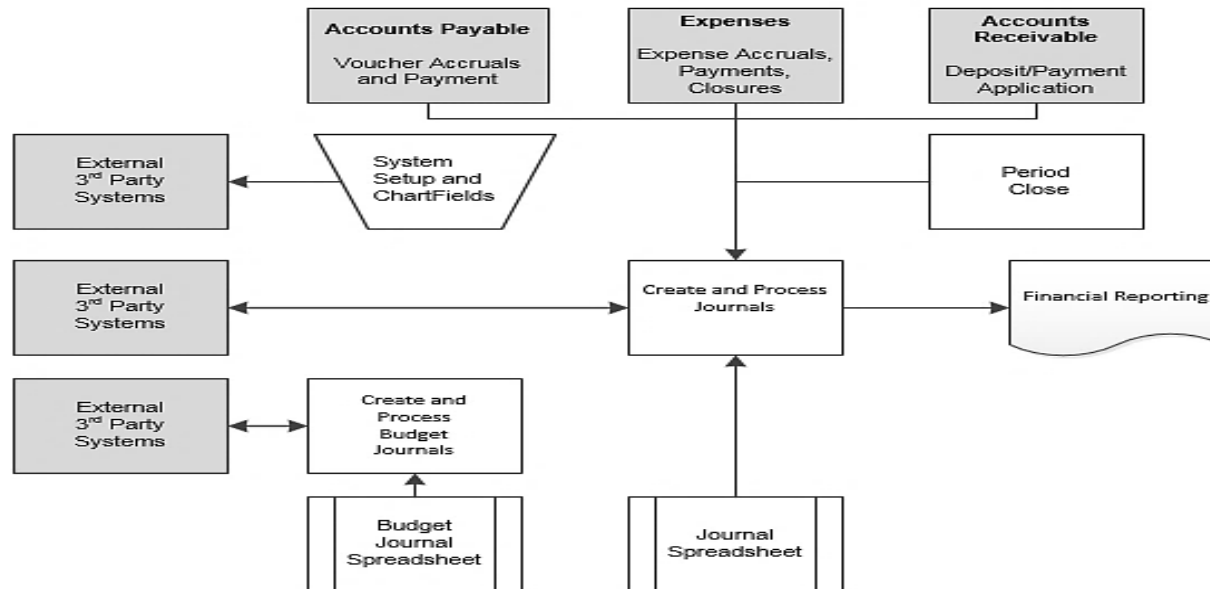 Accounts Payable
Voucher Accruals
and Payment
Expenses
Expense Accruals,
Payments,
Closures
Accounts
Receivable
Deposit/Payment
Application
External
3rd Party
Systems
System
Setup and
ChartFields
Period
Close
External
3rd Party
Systems
Create and Process
Journals
Financial Reporting
External
3rd Party
Systems
Create and
Process
Budget
Journals
Budget
Journal
Spreadsheet
Journal
Spreadsheet